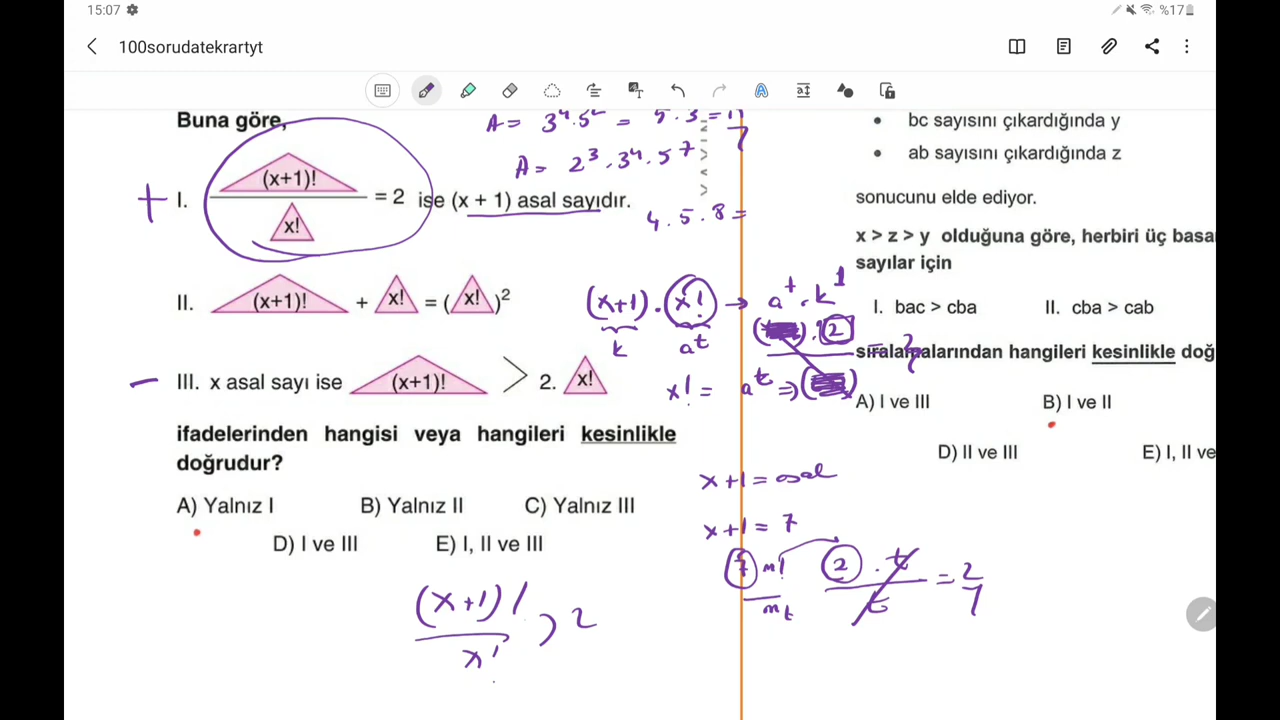 15:07
%17
100sorudatekrartyt
Buna göre,
I. (x+1)! / x! = 2 ise (x + 1) asal sayıdır.
II. (x+1)! + x! = (x!)²
III. x asal sayı ise (x+1)! > 2. x!
ifadelerinden hangisi veya hangileri kesinlikle
doğrudur?
A) Yalnız I B) Yalnız II C) Yalnız III
D) I ve III E) I, II ve III
(x+1)! / x! > 2
A = 2³.3⁴.5⁷
4.5.8=
(x+1).x! → aᵗ.k¹
k aᵗ
x! = aᵗ ⇒
x+1 = asal
x+1 = 7
2.t / t = 2
bc sayısını çıkardığında y
ab sayısını çıkardığında z
sonucunu elde ediyor.
x > z > y olduğuna göre, herbiri üç basa
sayılar için
I. bac > cba II. cba > cab
sıralamalarından hangileri kesinlikle doğ
A) I ve III B) I ve II
D) II ve III E) I, II ve